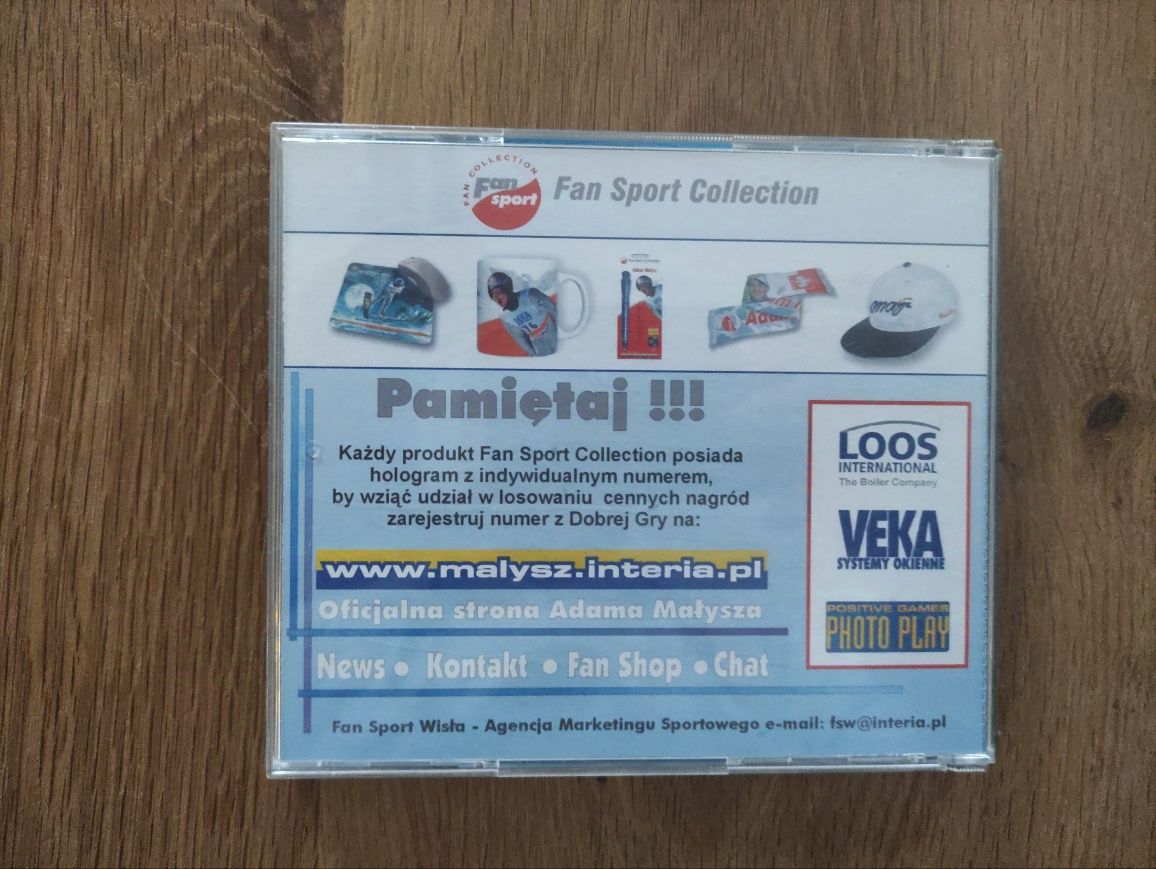 FAN COLLECTION
Fan
sport
Fan Sport Collection
Pamiętaj !!!
Każdy produkt Fan Sport Collection posiada
hologram z indywidualnym numerem,
by wziąć udział w losowaniu cennych nagród
zarejestruj numer z Dobrej Gry na:
www.malysz.interia.pl
Oficjalna strona Adama Małysza
News • Kontakt • Fan Shop • Chat
LOOS
INTERNATIONAL
The Boiler Company
VEKA
SYSTEMY OKIENNE
POSITIVE GAMES
PHOTO PLAY
Fan Sport Wisła - Agencja Marketingu Sportowego e-mail: fsw@interia.pl